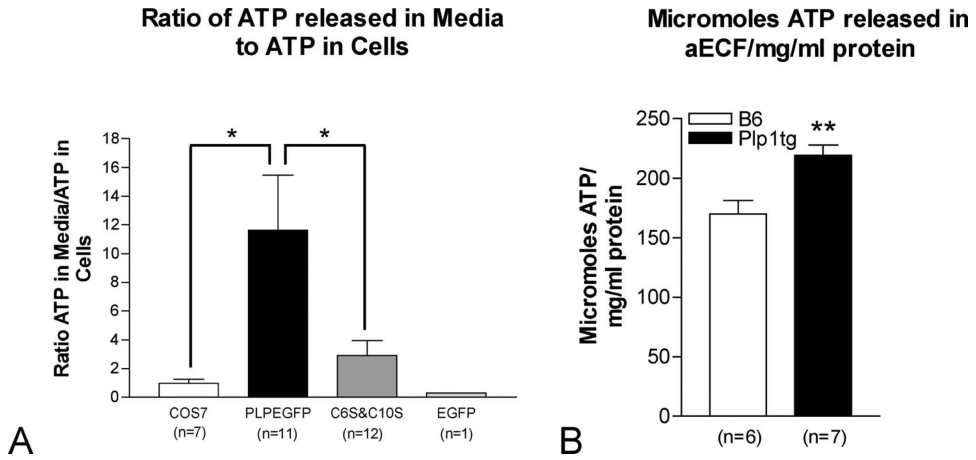 Ratio of ATP released in Media
to ATP in Cells
Ratio ATP in Media/ATP in
Cells
18
16
14
12
10
8
6
4
2
0
*
*
COS7
(n=7)
PLPEGFP
(n=11)
C6S&C10S
(n=12)
EGFP
(n=1)
A
Micromoles ATP released in
aECF/mg/ml protein
Micromoles ATP/
mg/ml protein
250
200
150
100
50
0
B6
Plp1tg
**
(n=6)
(n=7)
B